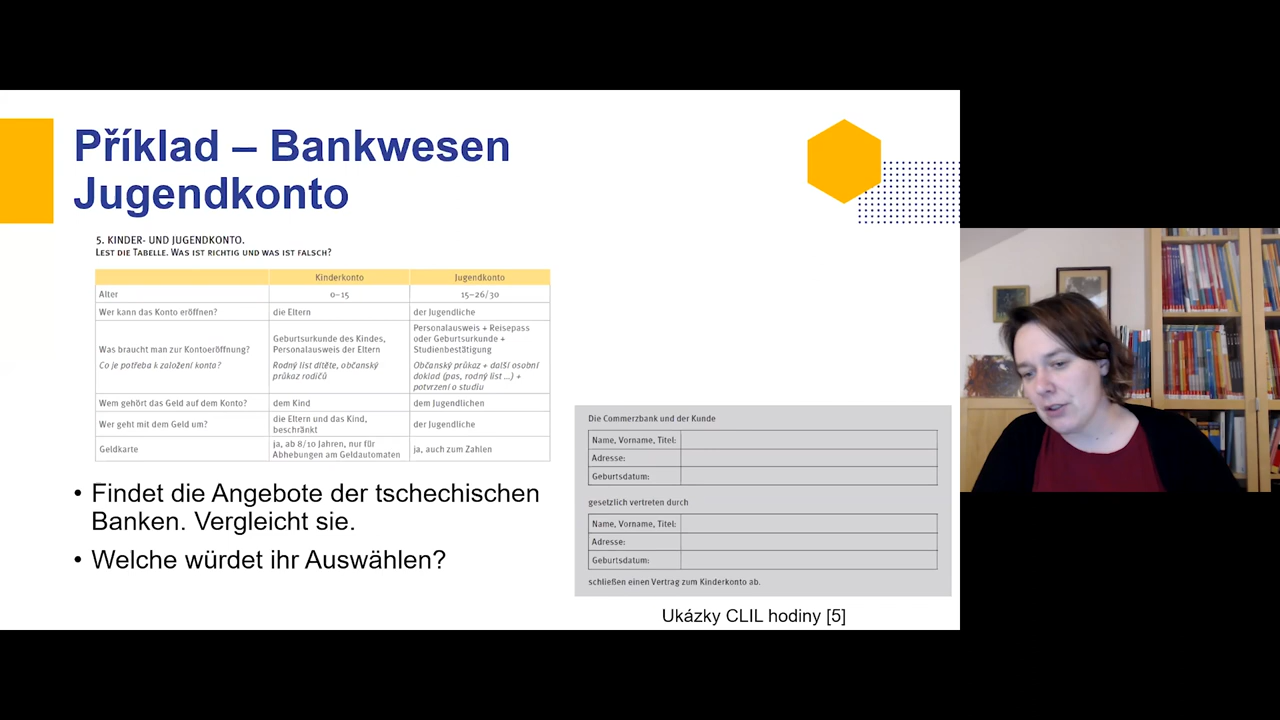 Příklad – Bankwesen
Jugendkonto
5. KINDER- UND JUGENDKONTO.
LEST DIE TABELLE. WAS IST RICHTIG UND WAS IST FALSCH?
Kinderkonto Jugendkonto
Alter 0–15 15–26/30
Wer kann das Konto eröffnen? die Eltern der Jugendliche
Was braucht man zur Kontoeröffnung?
Co je potřeba k založení konta?
Geburtsurkunde des Kindes,
Personalausweis der Eltern
Rodný list dítěte, občanský
průkaz rodičů
Personalausweis + Reisepass
oder Geburtsurkunde +
Studienbestätigung
Občanský průkaz + další osobní
doklad (pas, rodný list ...) +
potvrzení o studiu
Wem gehört das Geld auf dem Konto? dem Kind dem Jugendlichen
Wer geht mit dem Geld um?
die Eltern und das Kind,
beschränkt
der Jugendliche
Geldkarte
ja, ab 8/10 Jahren, nur für
Abhebungen am Geldautomaten
ja, auch zum Zahlen
• Findet die Angebote der tschechischen
Banken. Vergleicht sie.
• Welche würdet ihr Auswählen?
Die Commerzbank und der Kunde
Name, Vorname, Titel:
Adresse:
Geburtsdatum:
gesetzlich vertreten durch
Name, Vorname, Titel:
Adresse:
Geburtsdatum:
schließen einen Vertrag zum Kinderkonto ab.
Ukázky CLIL hodiny [5]